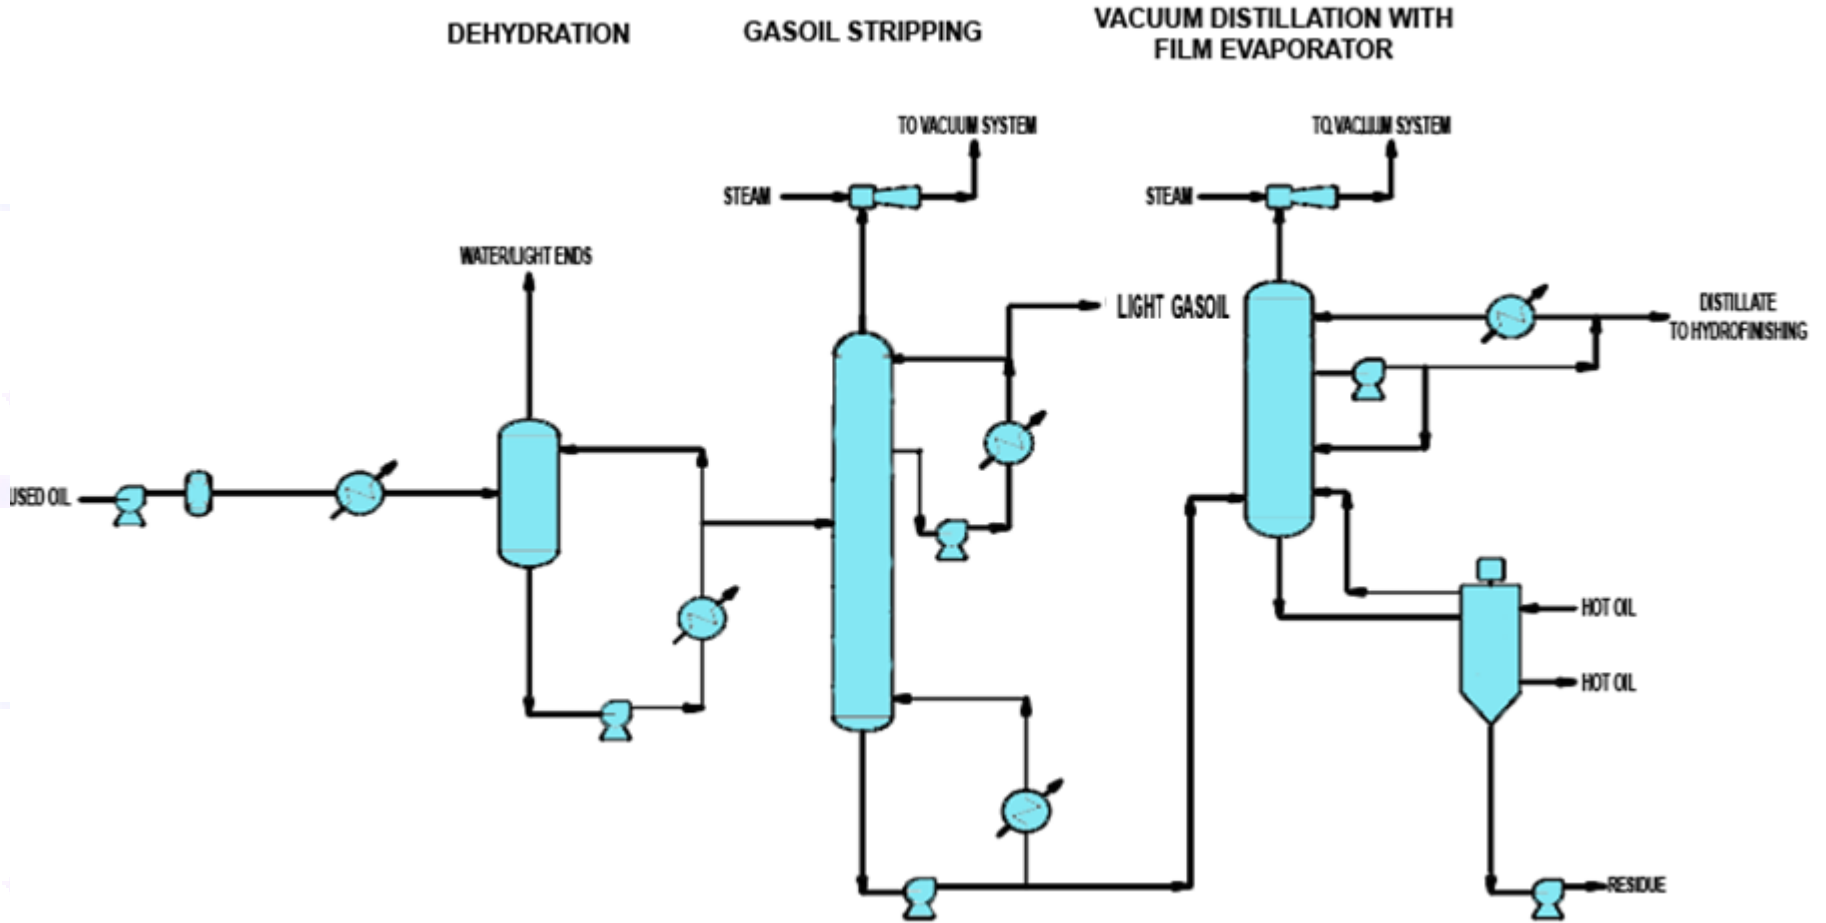 DEHYDRATION
GASOIL STRIPPING
VACUUM DISTILLATION WITH
FILM EVAPORATOR
TO VACUUM SYSTEM
TO VACUUM SYSTEM
STEAM
STEAM
WATER/LIGHT ENDS
LIGHT GASOIL
DISTILLATE
TO HYDROFINISHING
USED OIL
HOT OIL
HOT OIL
RESIDUE